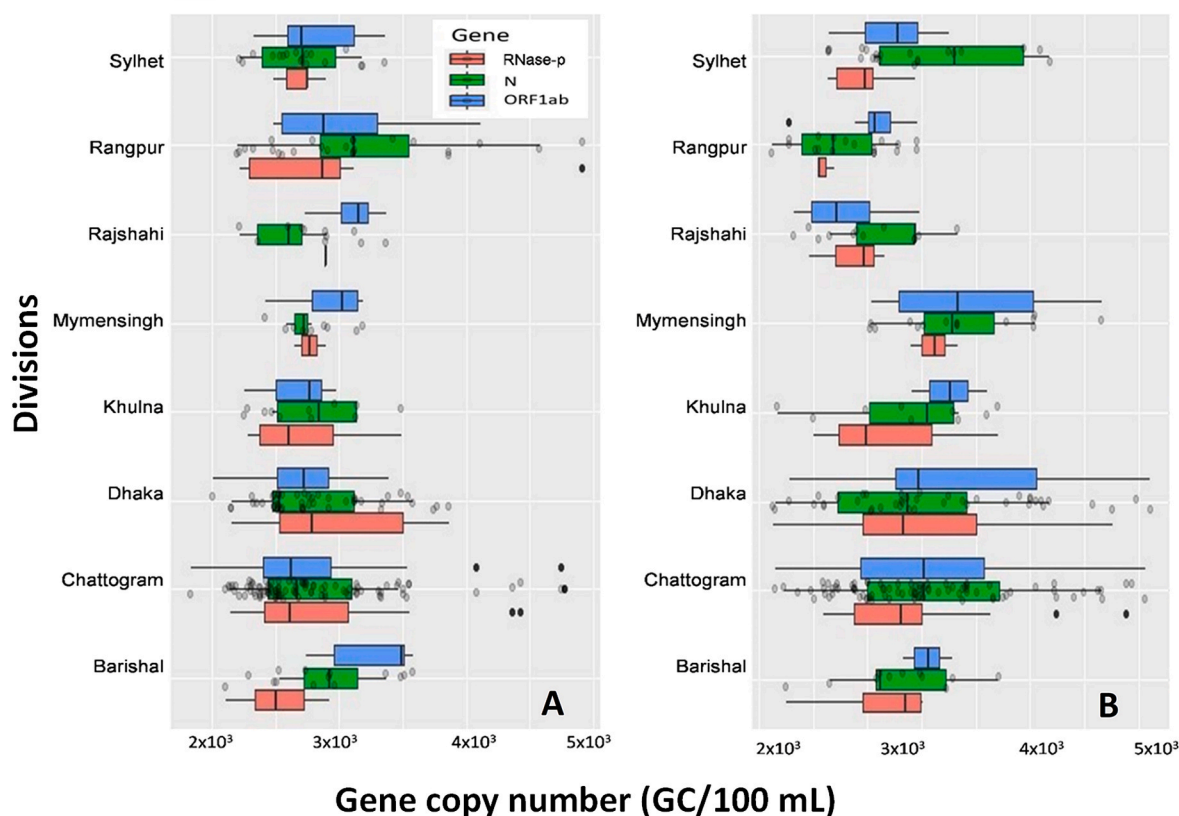 Gene
RNase-p
N
ORF1ab
Divisions
Sylhet
Rangpur
Rajshahi
Mymensingh
Khulna
Dhaka
Chattogram
Barishal
A
2x10³ 3x10³ 4x10³ 5x10³
Sylhet
Rangpur
Rajshahi
Mymensingh
Khulna
Dhaka
Chattogram
Barishal
B
2x10³ 3x10³ 4x10³ 5x10³
Gene copy number (GC/100 mL)